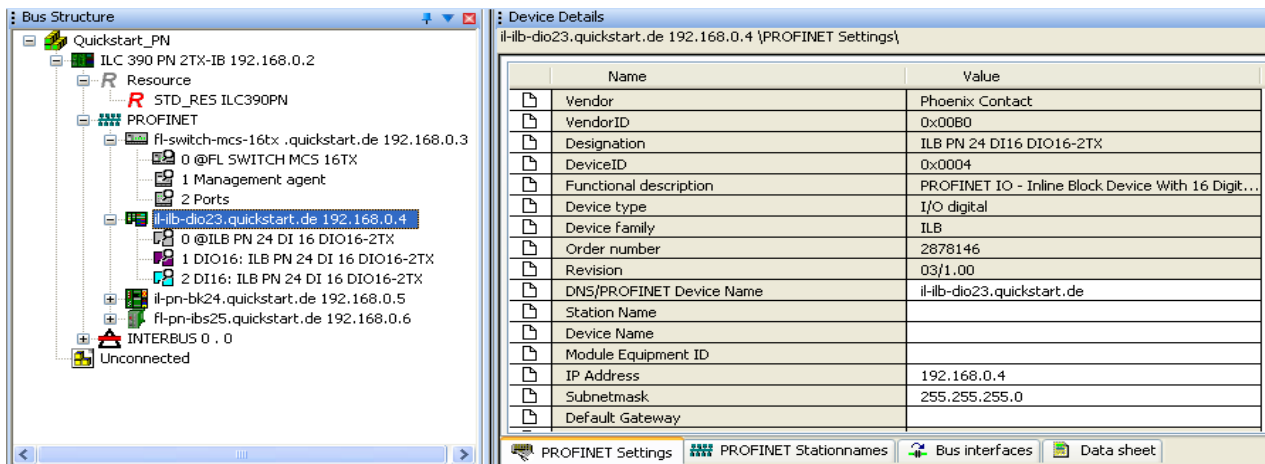 Bus Structure
Quickstart_PN
ILC 390 PN 2TX-IB 192.168.0.2
R Resource
R STD_RES ILC390PN
PROFINET
fl-switch-mcs-16tx .quickstart.de 192.168.0.3
0 @FL SWITCH MCS 16TX
1 Management agent
2 Ports
il-ilb-dio23.quickstart.de 192.168.0.4
0 @ILB PN 24 DI 16 DIO16-2TX
1 DIO16: ILB PN 24 DI 16 DIO16-2TX
2 DI16: ILB PN 24 DI 16 DIO16-2TX
il-pn-bk24.quickstart.de 192.168.0.5
fl-pn-ibs25.quickstart.de 192.168.0.6
INTERBUS 0 . 0
Unconnected
Device Details
il-ilb-dio23.quickstart.de 192.168.0.4 \PROFINET Settings\
Name Value
Vendor Phoenix Contact
VendorID 0x00B0
Designation ILB PN 24 DI16 DIO16-2TX
DeviceID 0x0004
Functional description PROFINET IO - Inline Block Device With 16 Digit...
Device type I/O digital
Device family ILB
Order number 2878146
Revision 03/1.00
DNS/PROFINET Device Name il-ilb-dio23.quickstart.de
Station Name
Device Name
Module Equipment ID
IP Address 192.168.0.4
Subnetmask 255.255.255.0
Default Gateway
PROFINET Settings PROFINET Stationnames Bus interfaces Data sheet